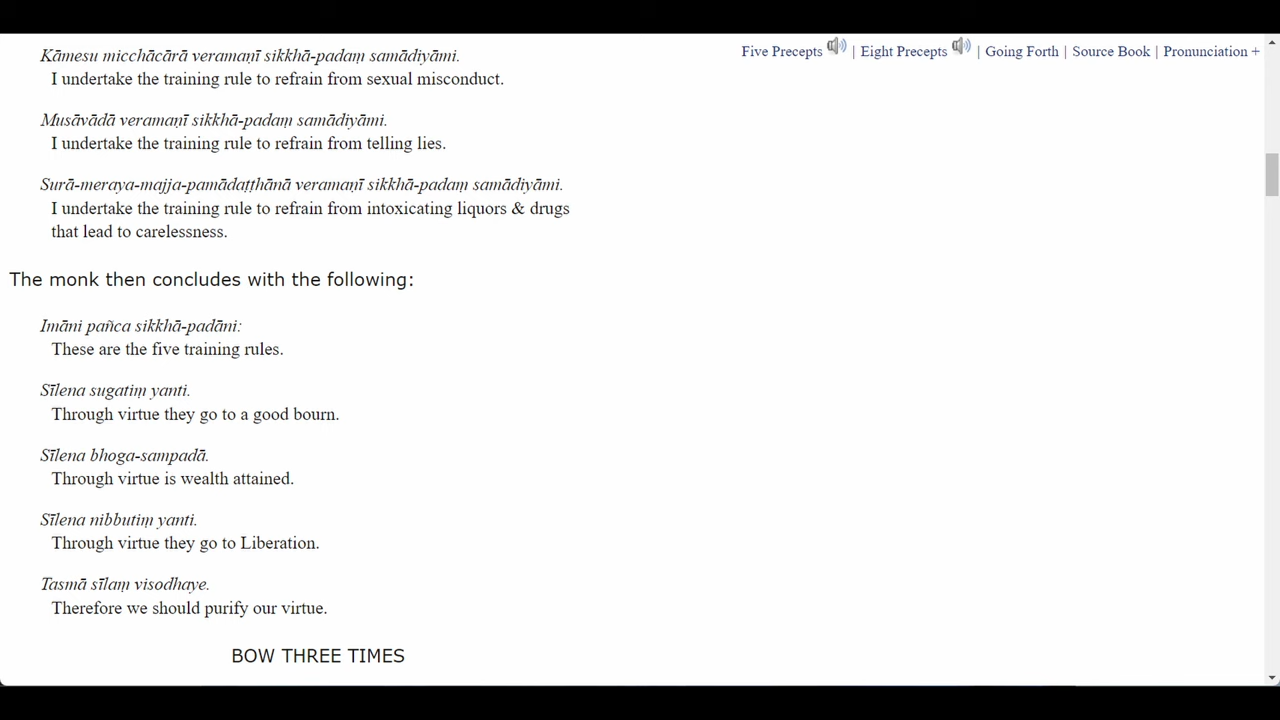 Kāmesu micchācārā veramaṇī sikkhā-padaṃ samādiyāmi.
I undertake the training rule to refrain from sexual misconduct.
Five Precepts | Eight Precepts | Going Forth | Source Book | Pronunciation +
Musāvādā veramaṇī sikkhā-padaṃ samādiyāmi.
I undertake the training rule to refrain from telling lies.
Surā-meraya-majja-pamādaṭṭhānā veramaṇī sikkhā-padaṃ samādiyāmi.
I undertake the training rule to refrain from intoxicating liquors & drugs
that lead to carelessness.
The monk then concludes with the following:
Imāni pañca sikkhā-padāni:
These are the five training rules.
Sīlena sugatiṃ yanti.
Through virtue they go to a good bourn.
Sīlena bhoga-sampadā.
Through virtue is wealth attained.
Sīlena nibbutiṃ yanti.
Through virtue they go to Liberation.
Tasmā sīlaṃ visodhaye.
Therefore we should purify our virtue.
BOW THREE TIMES